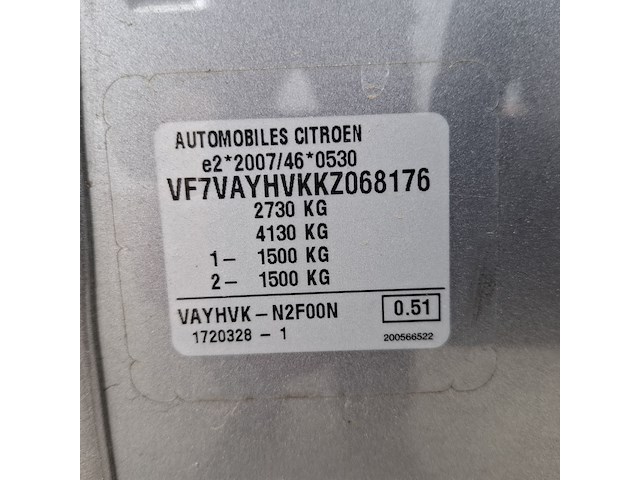 AUTOMOBILES CITROEN
e2*2007/46*0530
VF7VAYHVKKZ068176
2730 KG
4130 KG
1- 1500 KG
2- 1500 KG
VAYHVK-N2F00N 0.51
1720328 - 1 200566522